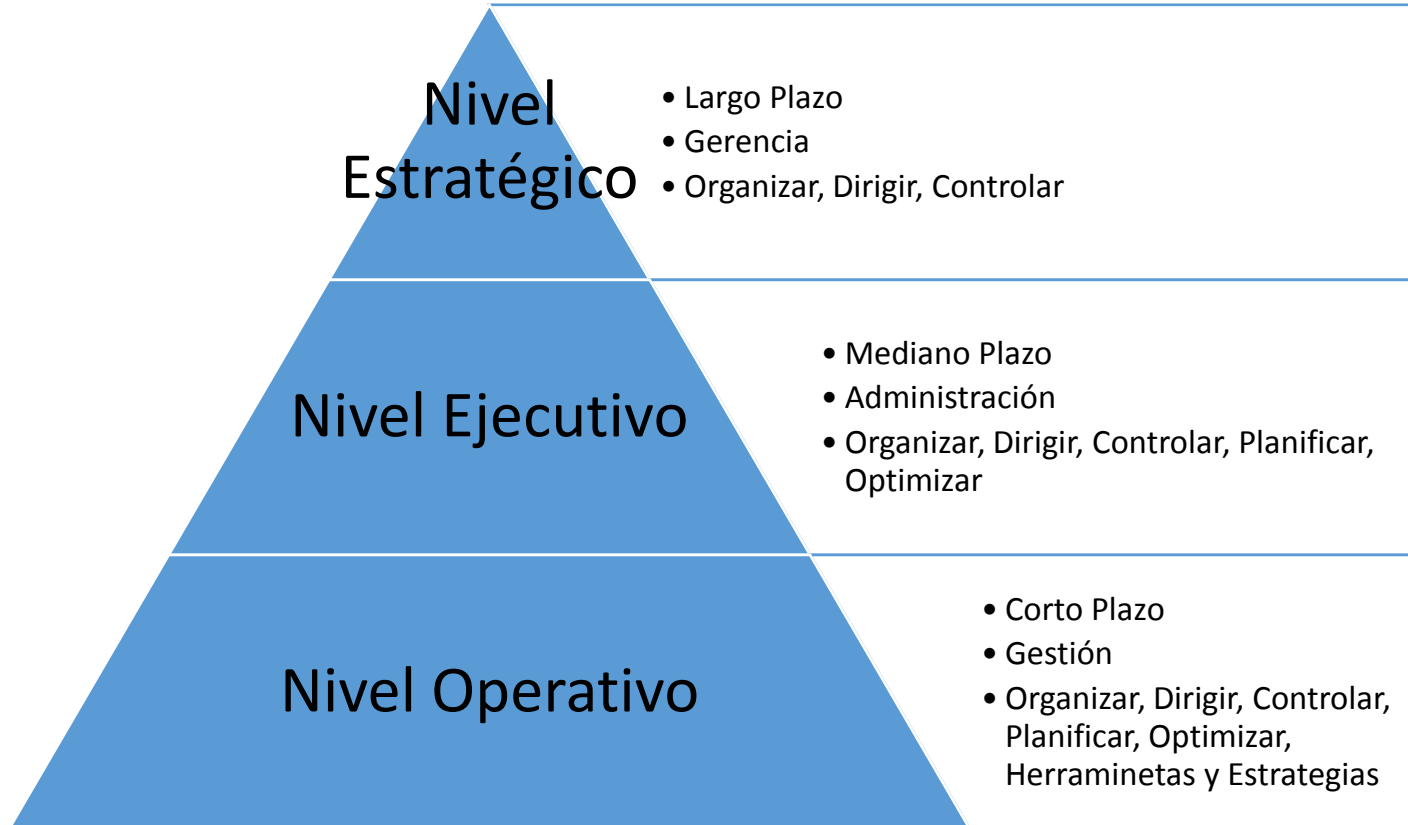 Nivel
Estratégico
• Largo Plazo
• Gerencia
• Organizar, Dirigir, Controlar
Nivel Ejecutivo
• Mediano Plazo
• Administración
• Organizar, Dirigir, Controlar, Planificar,
Optimizar
Nivel Operativo
• Corto Plazo
• Gestión
• Organizar, Dirigir, Controlar,
Planificar, Optimizar,
Herraminetas y Estrategias